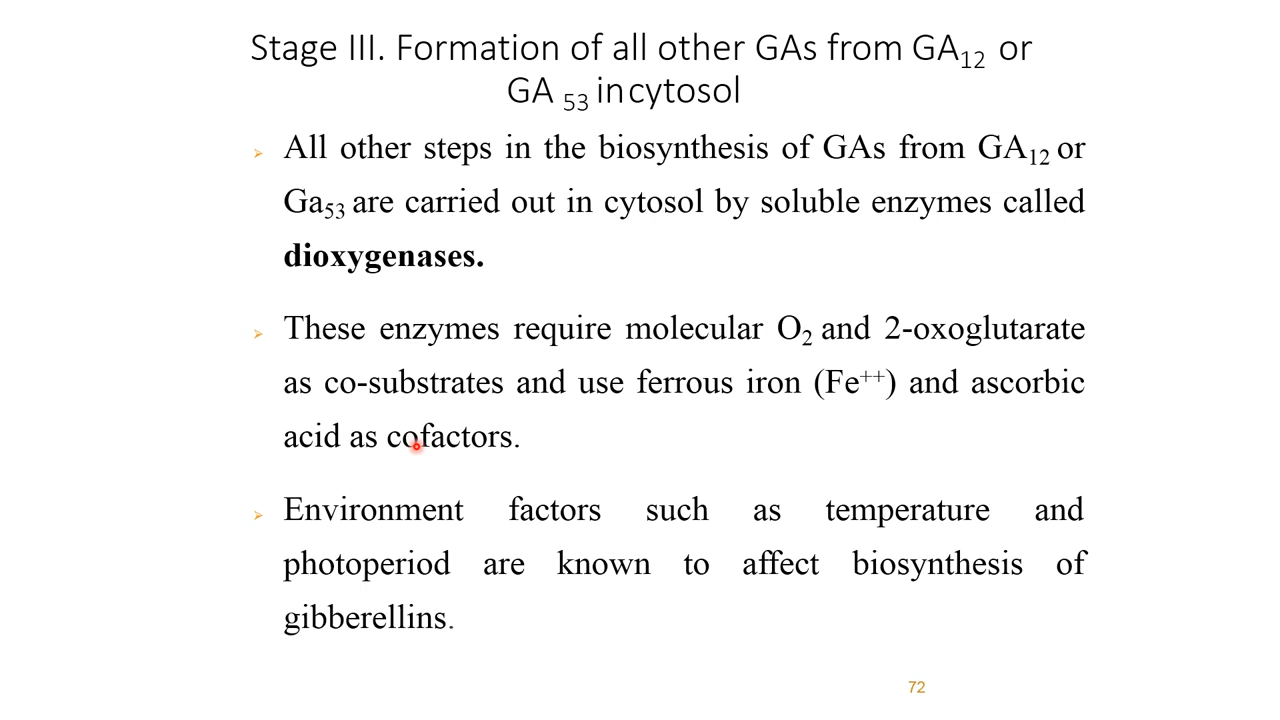 Stage III. Formation of all other GAs from GA12 or
GA 53 in cytosol
➢ All other steps in the biosynthesis of GAs from GA12 or
Ga53 are carried out in cytosol by soluble enzymes called
dioxygenases.
➢ These enzymes require molecular O2 and 2-oxoglutarate
as co-substrates and use ferrous iron (Fe++) and ascorbic
acid as cofactors.
➢ Environment factors such as temperature and
photoperiod are known to affect biosynthesis of
gibberellins.
72